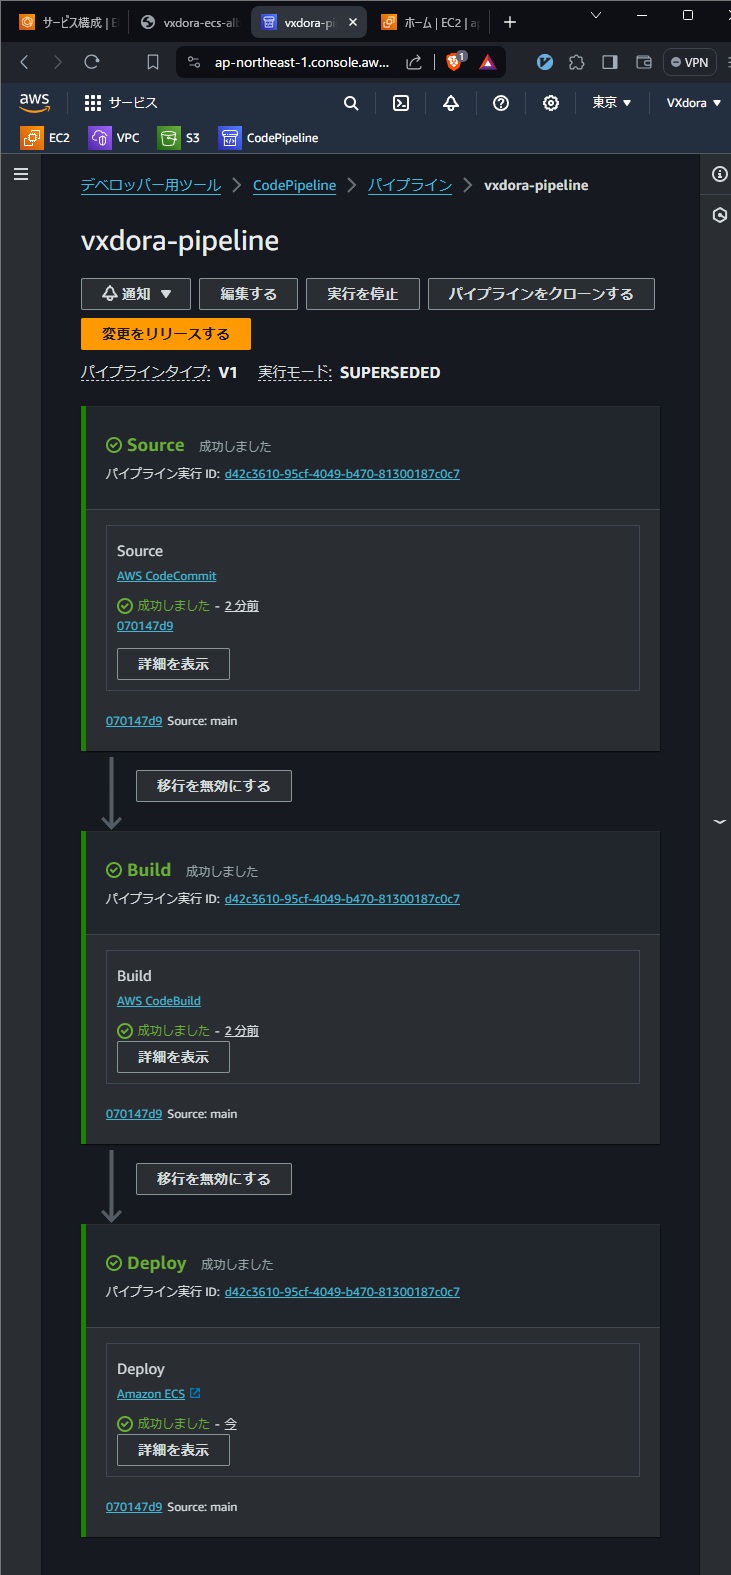 サービス構成 | E
vxdora-ecs-alb
vxdora-pi
ホーム | EC2 | ap
ap-northeast-1.console.aw...
1
VPN
aws
サービス
東京
VXdora
EC2
VPC
S3
CodePipeline
デベロッパー用ツール
CodePipeline
パイプライン
vxdora-pipeline
vxdora-pipeline
通知
編集する
実行を停止
パイプラインをクローンする
変更をリリースする
パイプラインタイプ: V1
実行モード: SUPERSEDED
Source 成功しました
パイプライン実行 ID: d42c3610-95cf-4049-b470-81300187c0c7
Source
AWS CodeCommit
成功しました - 2 分前
070147d9
詳細を表示
070147d9 Source: main
移行を無効にする
Build 成功しました
パイプライン実行 ID: d42c3610-95cf-4049-b470-81300187c0c7
Build
AWS CodeBuild
成功しました - 2 分前
詳細を表示
070147d9 Source: main
移行を無効にする
Deploy 成功しました
パイプライン実行 ID: d42c3610-95cf-4049-b470-81300187c0c7
Deploy
Amazon ECS
成功しました - 今
詳細を表示
070147d9 Source: main